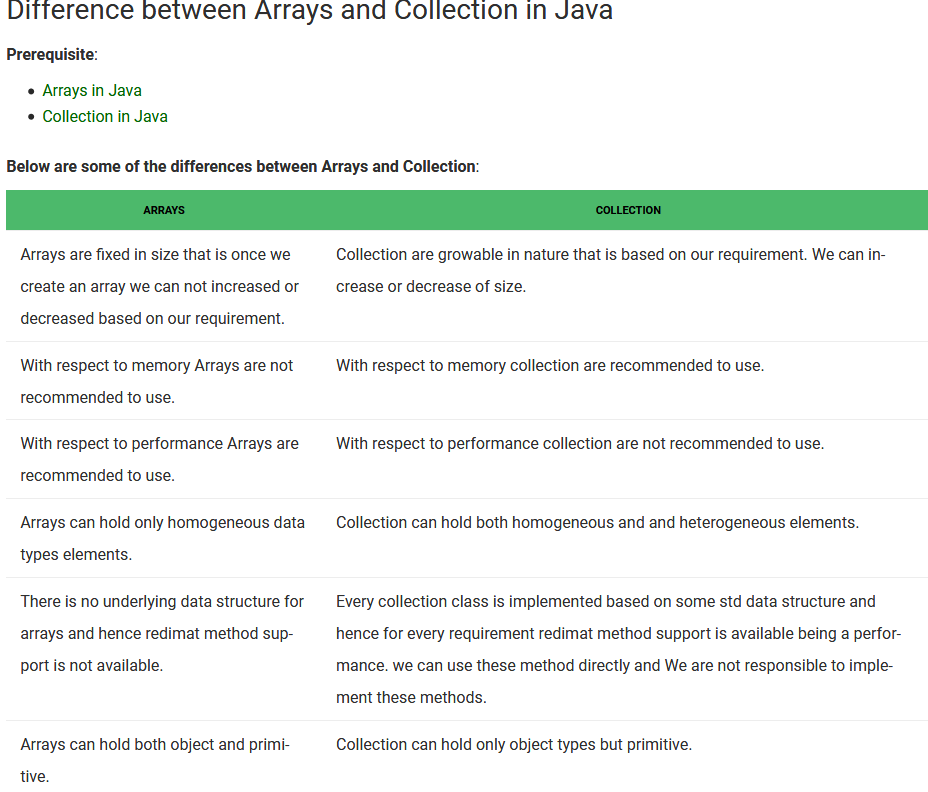 Difference between Arrays and Collection in Java
Prerequisite:
Arrays in Java
Collection in Java
Below are some of the differences between Arrays and Collection:
ARRAYS
COLLECTION
Arrays are fixed in size that is once we
create an array we can not increased or
decreased based on our requirement.
Collection are growable in nature that is based on our requirement. We can in-
crease or decrease of size.
With respect to memory Arrays are not
recommended to use.
With respect to memory collection are recommended to use.
With respect to performance Arrays are
recommended to use.
With respect to performance collection are not recommended to use.
Arrays can hold only homogeneous data
types elements.
Collection can hold both homogeneous and and heterogeneous elements.
There is no underlying data structure for
arrays and hence redimat method sup-
port is not available.
Every collection class is implemented based on some std data structure and
hence for every requirement redimat method support is available being a perfor-
mance. we can use these method directly and We are not responsible to imple-
ment these methods.
Arrays can hold both object and primi-
tive.
Collection can hold only object types but primitive.